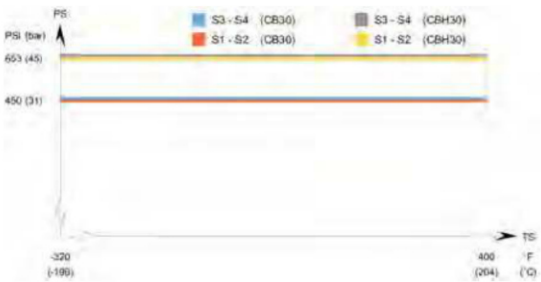 PS
S3 - S4 (CB30)
S3 - S4 (CBH30)
S1 - S2 (CB30)
S1 - S2 (CBH30)
PSI (bar)
653 (45)
450 (31)
TS
-320
400
°F
(-196)
(204)
(°C)